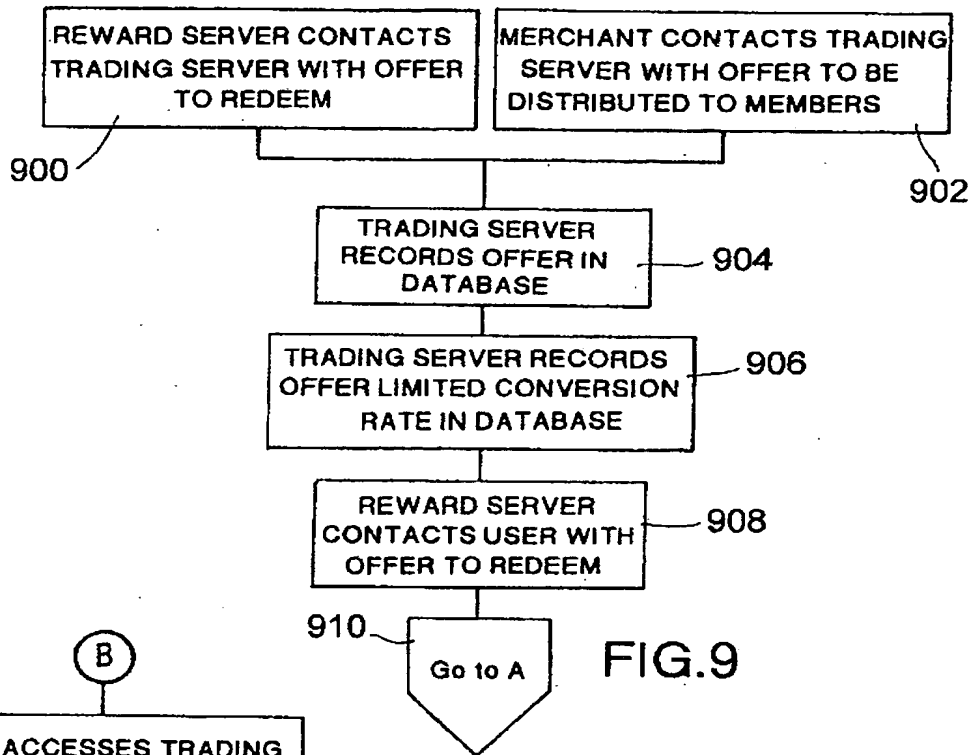 REWARD SERVER CONTACTS
TRADING SERVER WITH OFFER
TO REDEEM
900
MERCHANT CONTACTS TRADING
SERVER WITH OFFER TO BE
DISTRIBUTED TO MEMBERS
902
TRADING SERVER
RECORDS OFFER IN
DATABASE
904
TRADING SERVER RECORDS
OFFER LIMITED CONVERSION
RATE IN DATABASE
906
REWARD SERVER
CONTACTS USER WITH
OFFER TO REDEEM
908
910
Go to A
FIG.9
B
ACCESSES TRADING